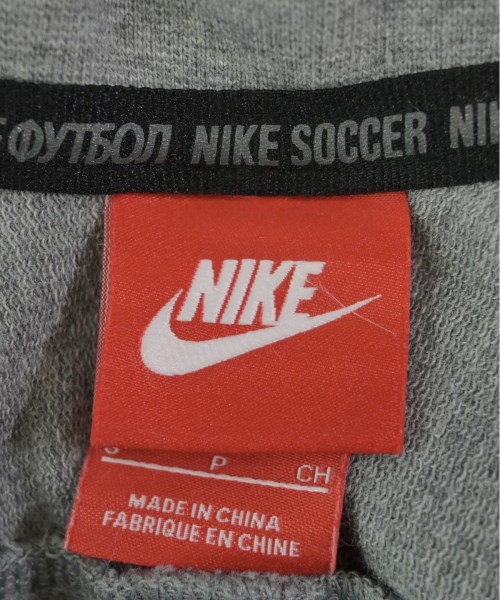 ФУТБОЛ NIKE SOCCER
NIKE
P CH
MADE IN CHINA
FABRIQUE EN CHINE